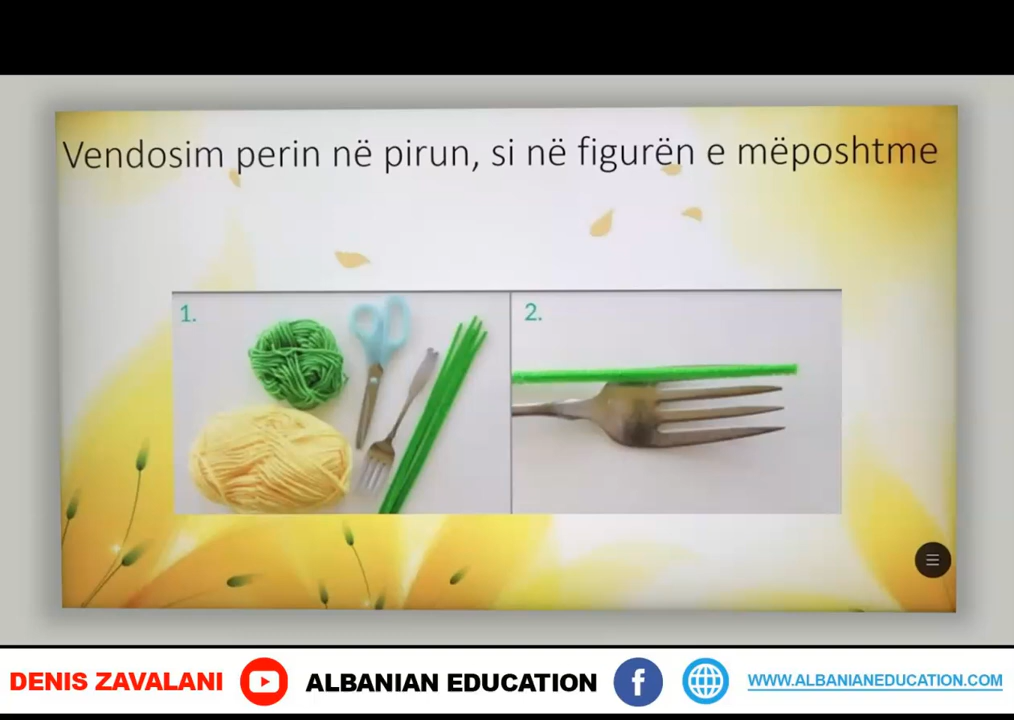 Vendosim perin në pirun, si në figurën e mëposhtme
1.
2.
DENIS ZAVALANI
ALBANIAN EDUCATION
WWW.ALBANIANEDUCATION.COM